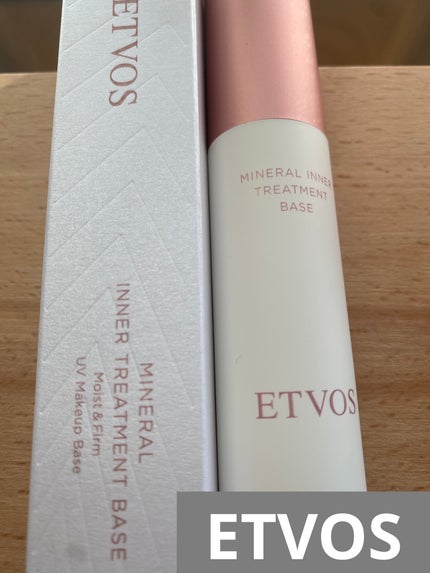 ETVOS
MINERAL
INNER TREATMENT BASE
Moist & Firm
UV Makeup Base
MINERAL INNER
TREATMENT
BASE
ETVOS
ETVOS